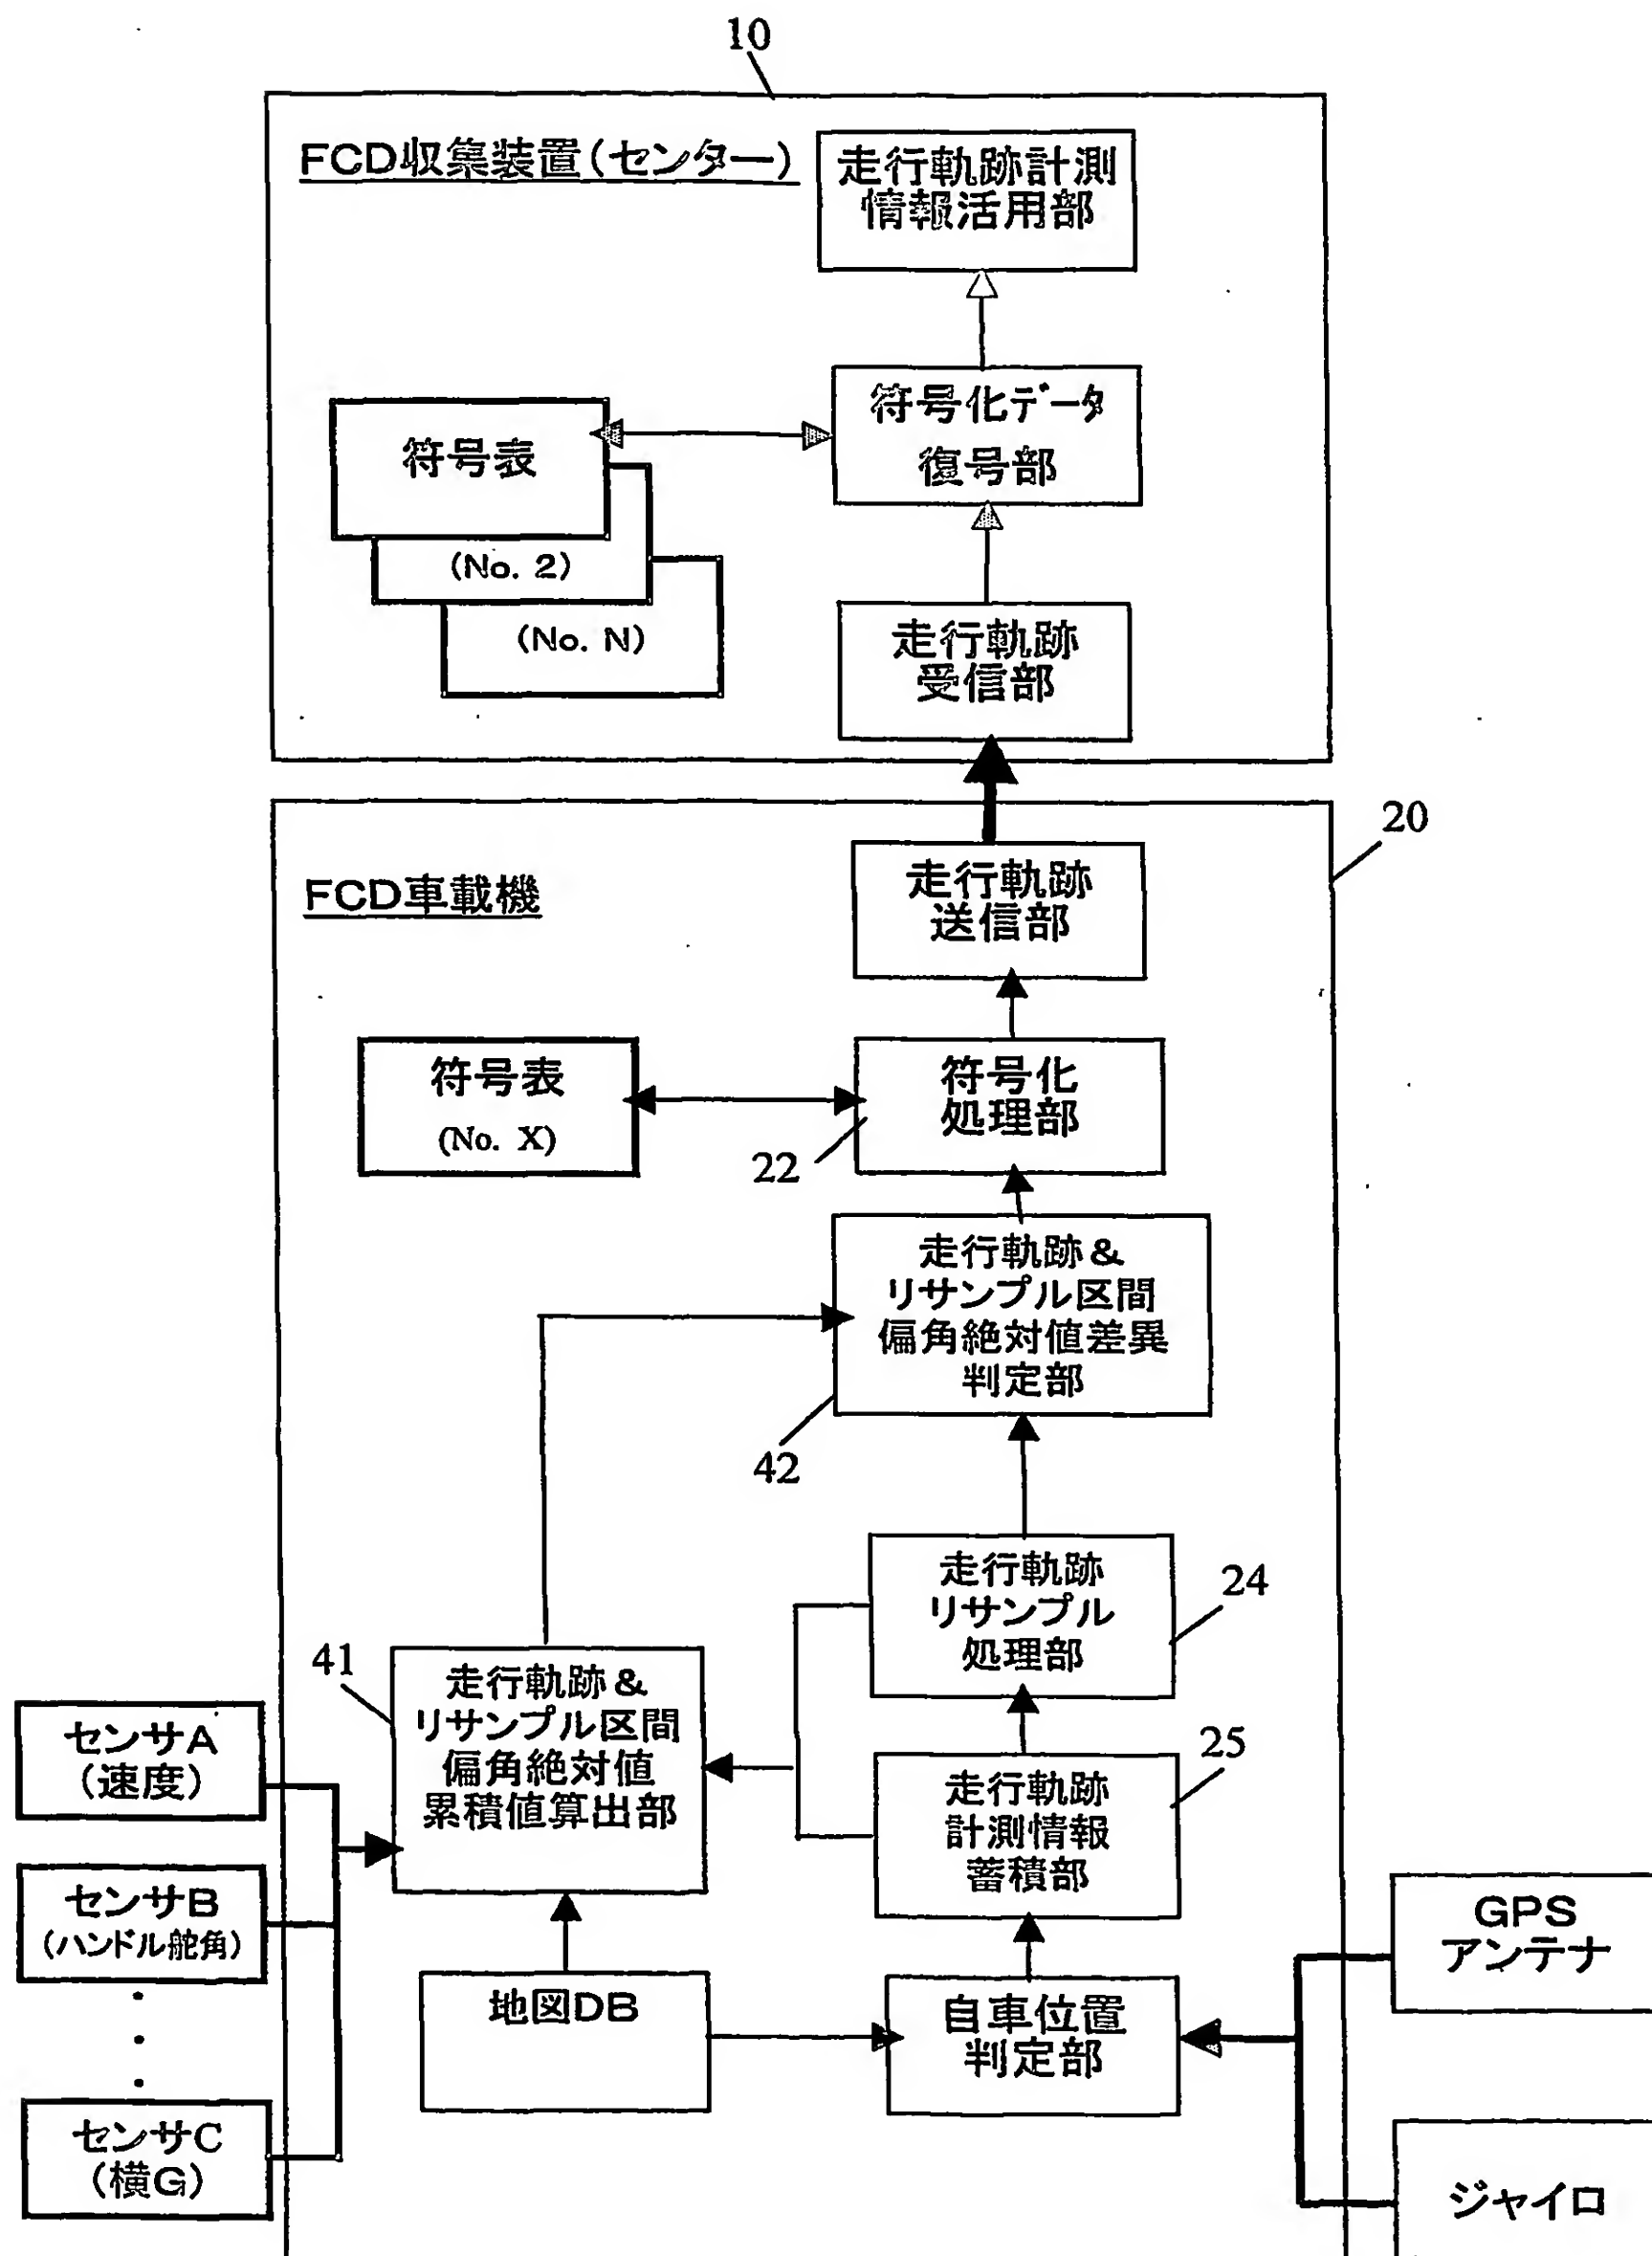 10
FCD収集装置(センター)
走行軌跡計測
情報活用部
符号化データ
復号部
符号表
(No. 2)
(No. N)
走行軌跡
受信部
20
FCD車載機
走行軌跡
送信部
符号表
(No. X)
符号化
処理部
22
走行軌跡&
リサンプル区間
偏角絶対値差異
判定部
42
走行軌跡
リサンプル
処理部
24
41
走行軌跡&
リサンプル区間
偏角絶対値
累積値算出部
25
走行軌跡
計測情報
蓄積部
センサA
(速度)
センサB
(ハンドル舵角)
センサC
(横G)
地図DB
自車位置
判定部
GPS
アンテナ
ジャイロ